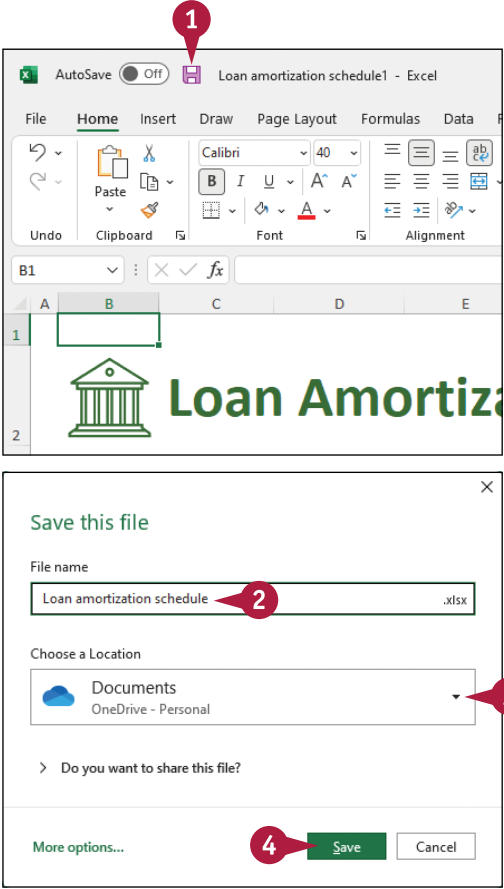 1
AutoSave Off Loan amortization schedule1 - Excel
File Home Insert Draw Page Layout Formulas Data
Paste
Calibri 40
B I U A A
A
ab
Undo Clipboard Font Alignment
B1 fx
A B C D E
1
Loan Amortiza
2
Save this file
File name
Loan amortization schedule 2 .xlsx
Choose a Location
Documents
OneDrive - Personal
> Do you want to share this file?
More options... 4 Save Cancel